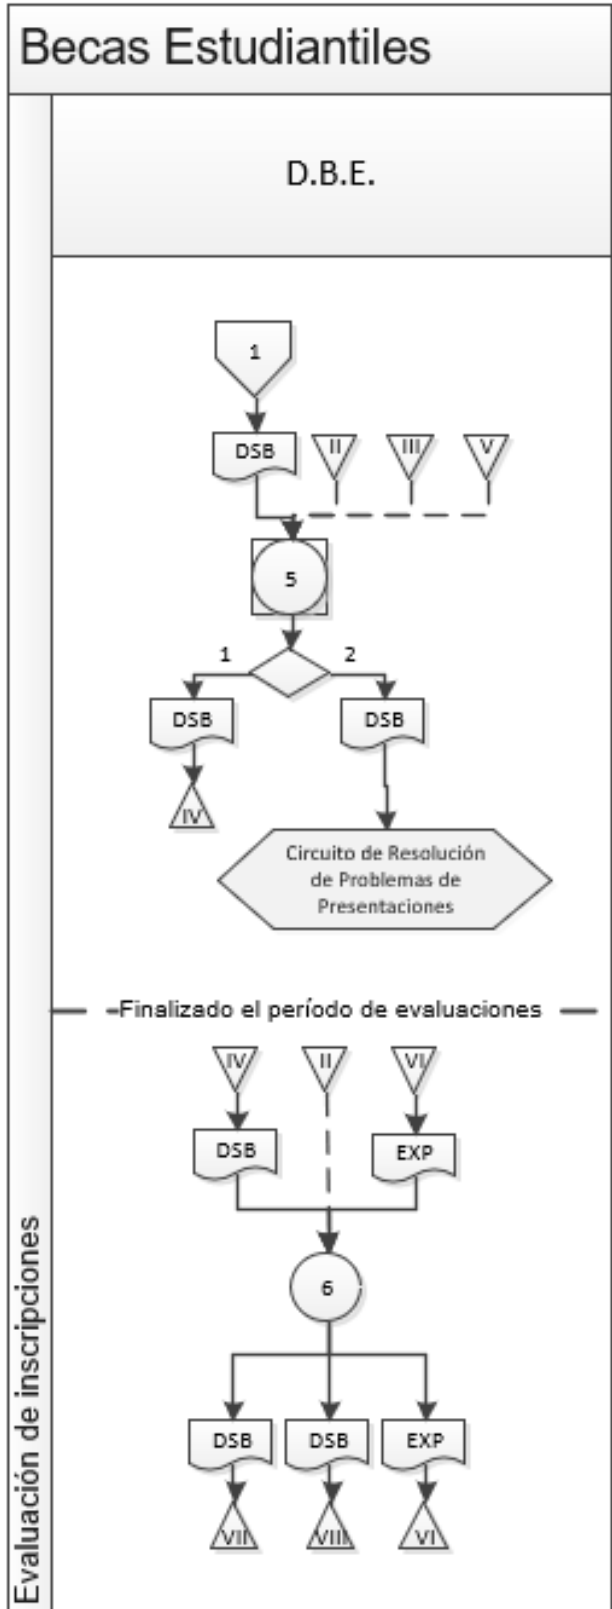 Becas Estudiantiles
D.B.E.
1
DSB
II
III
V
5
1
2
DSB
DSB
IV
Circuito de Resolución
de Problemas de
Presentaciones
Finalizado el período de evaluaciones
IV
II
VI
DSB
EXP
6
DSB
DSB
EXP
VII
VIII
VI
Evaluación de inscripciones